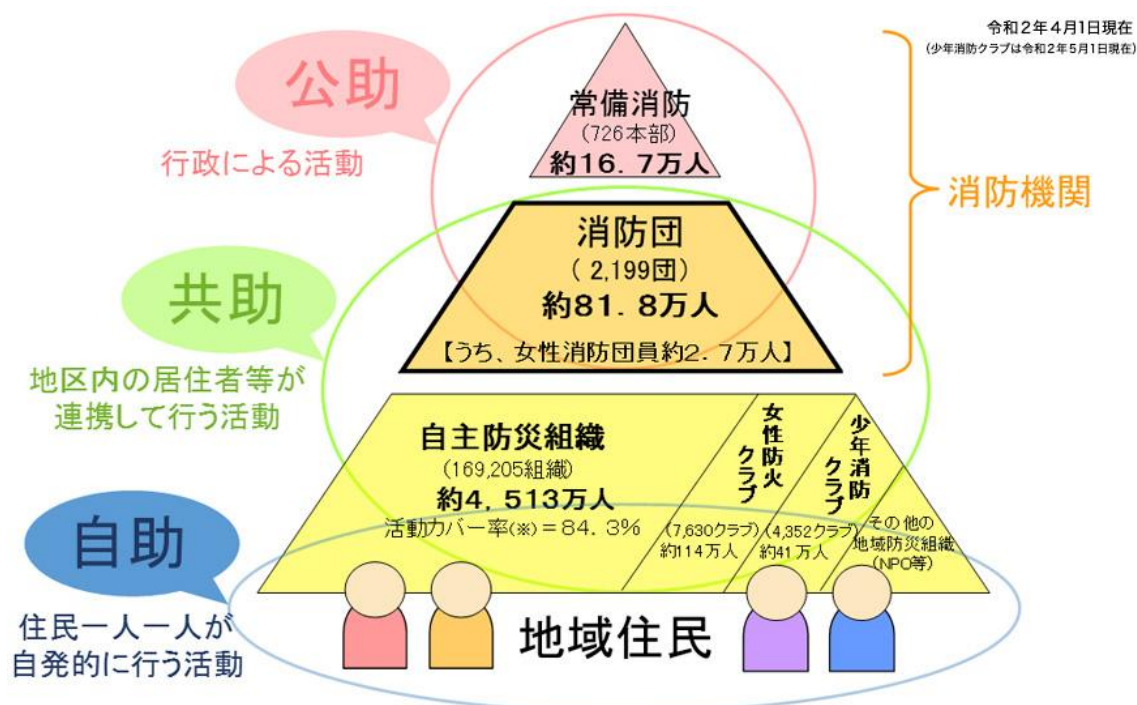 令和２年４月１日現在
(少年消防クラブは令和２年５月１日現在)
公助
行政による活動
常備消防
(726本部)
約16．7万人
消防機関
消防団
( 2,199団)
約81．8万人
【うち、女性消防団員約2．7万人】
共助
地区内の居住者等が
連携して行う活動
自主防災組織
(169,205組織)
約4，513万人
活動カバー率(※)＝84．3%
女性防火
クラブ
(7,630クラブ)
約114万人
少年消防
クラブ
(4,352クラブ)
約41万人
その他の
地域防災組織
(NPO等)
自助
住民一人一人が
自発的に行う活動
地域住民